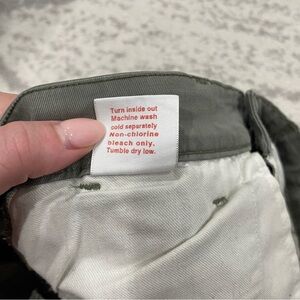 Turn inside out
Machine wash
cold separately
Non-chlorine
bleach only.
Tumble dry low.